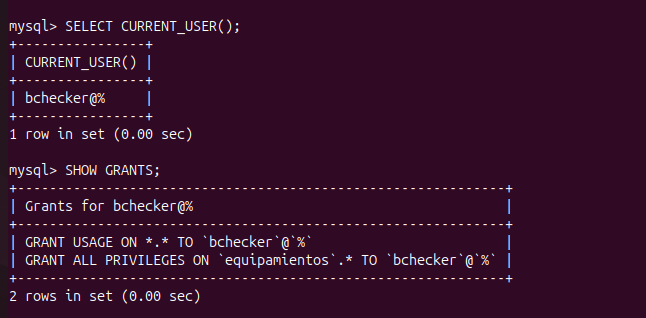 mysql> SELECT CURRENT_USER();
+----------------+
| CURRENT_USER() |
+----------------+
| bchecker@%     |
+----------------+
1 row in set (0.00 sec)

mysql> SHOW GRANTS;
+------------------------------------------------------------+
| Grants for bchecker@%                                      |
+------------------------------------------------------------+
| GRANT USAGE ON *.* TO `bchecker`@`%`                       |
| GRANT ALL PRIVILEGES ON `equipamientos`.* TO `bchecker`@`%` |
+------------------------------------------------------------+
2 rows in set (0.00 sec)